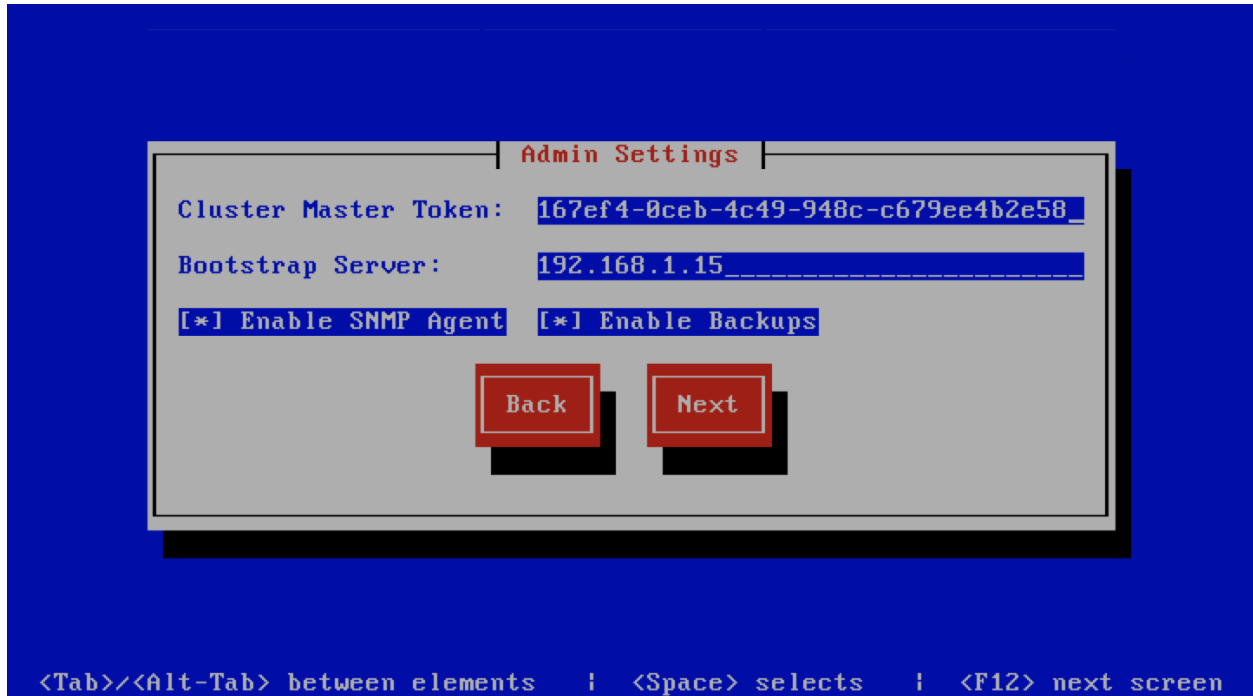 Admin Settings
Cluster Master Token: 167ef4-0ceb-4c49-948c-c679ee4b2e58_
Bootstrap Server: 192.168.1.15_______________________
[*] Enable SNMP Agent [*] Enable Backups
Back Next
<Tab>/<Alt-Tab> between elements | <Space> selects | <F12> next screen